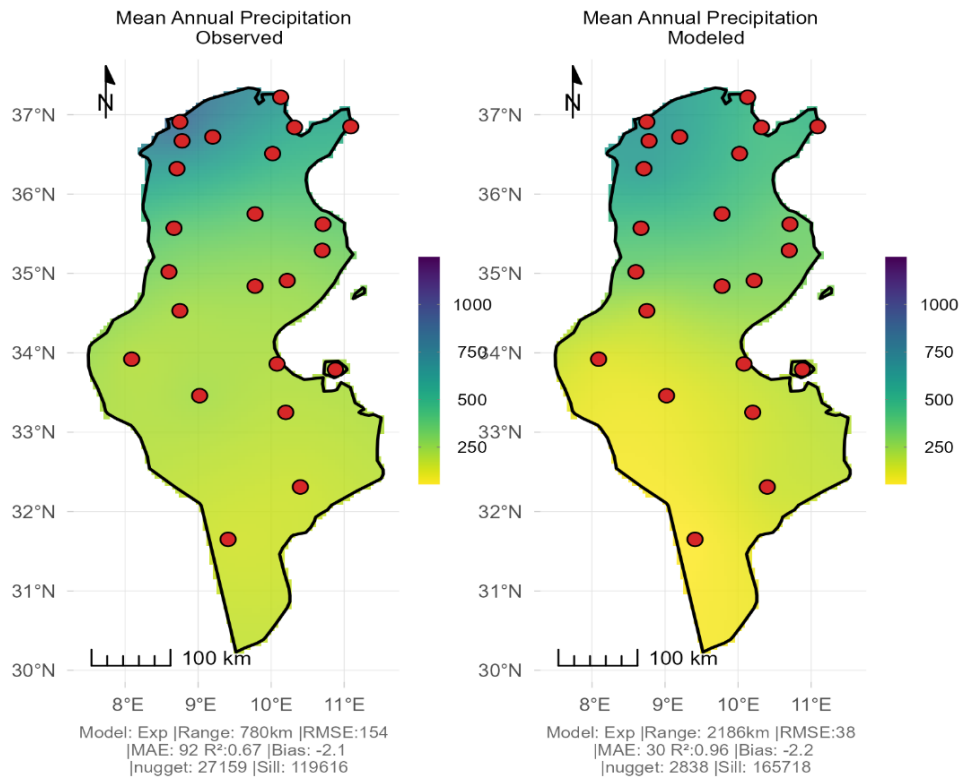 Mean Annual Precipitation
Observed
N
37°N
36°N
35°N
34°N
33°N
32°N
31°N
30°N
8°E 9°E 10°E 11°E
100 km
1000
750
500
250
Model: Exp |Range: 780km |RMSE:154
|MAE: 92 R²:0.67 |Bias: -2.1
|nugget: 27159 |Sill: 119616
Mean Annual Precipitation
Modeled
N
37°N
36°N
35°N
34°N
33°N
32°N
31°N
30°N
8°E 9°E 10°E 11°E
100 km
1000
750
500
250
Model: Exp |Range: 2186km |RMSE:38
|MAE: 30 R²:0.96 |Bias: -2.2
|nugget: 2838 |Sill: 165718